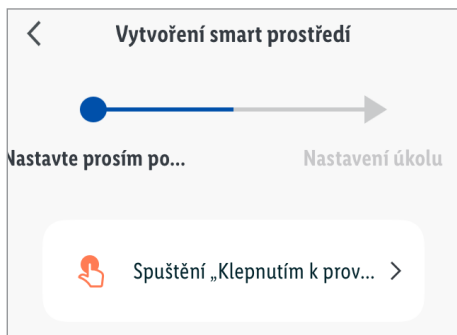 Vytvoření smart prostředí
Nastavte prosím po...
Nastavení úkolu
Spuštění „Klepnutím k prov...